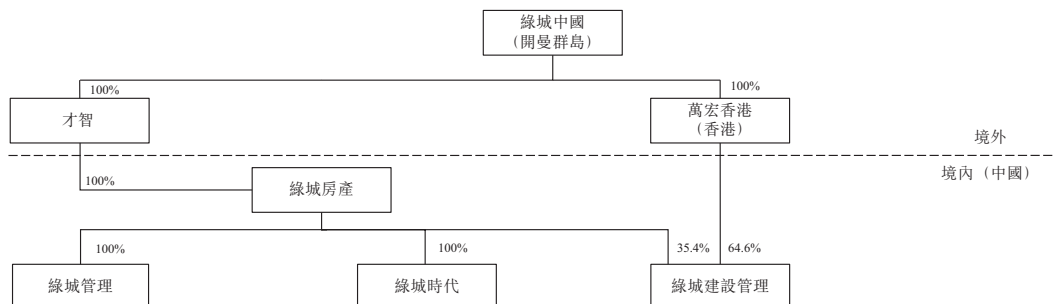 綠城中國
(開曼群島)
100%
100%
才智
萬宏香港
(香港)
境外
境內 (中國)
100%
綠城房產
100%
100%
35.4%
64.6%
綠城管理
綠城時代
綠城建設管理